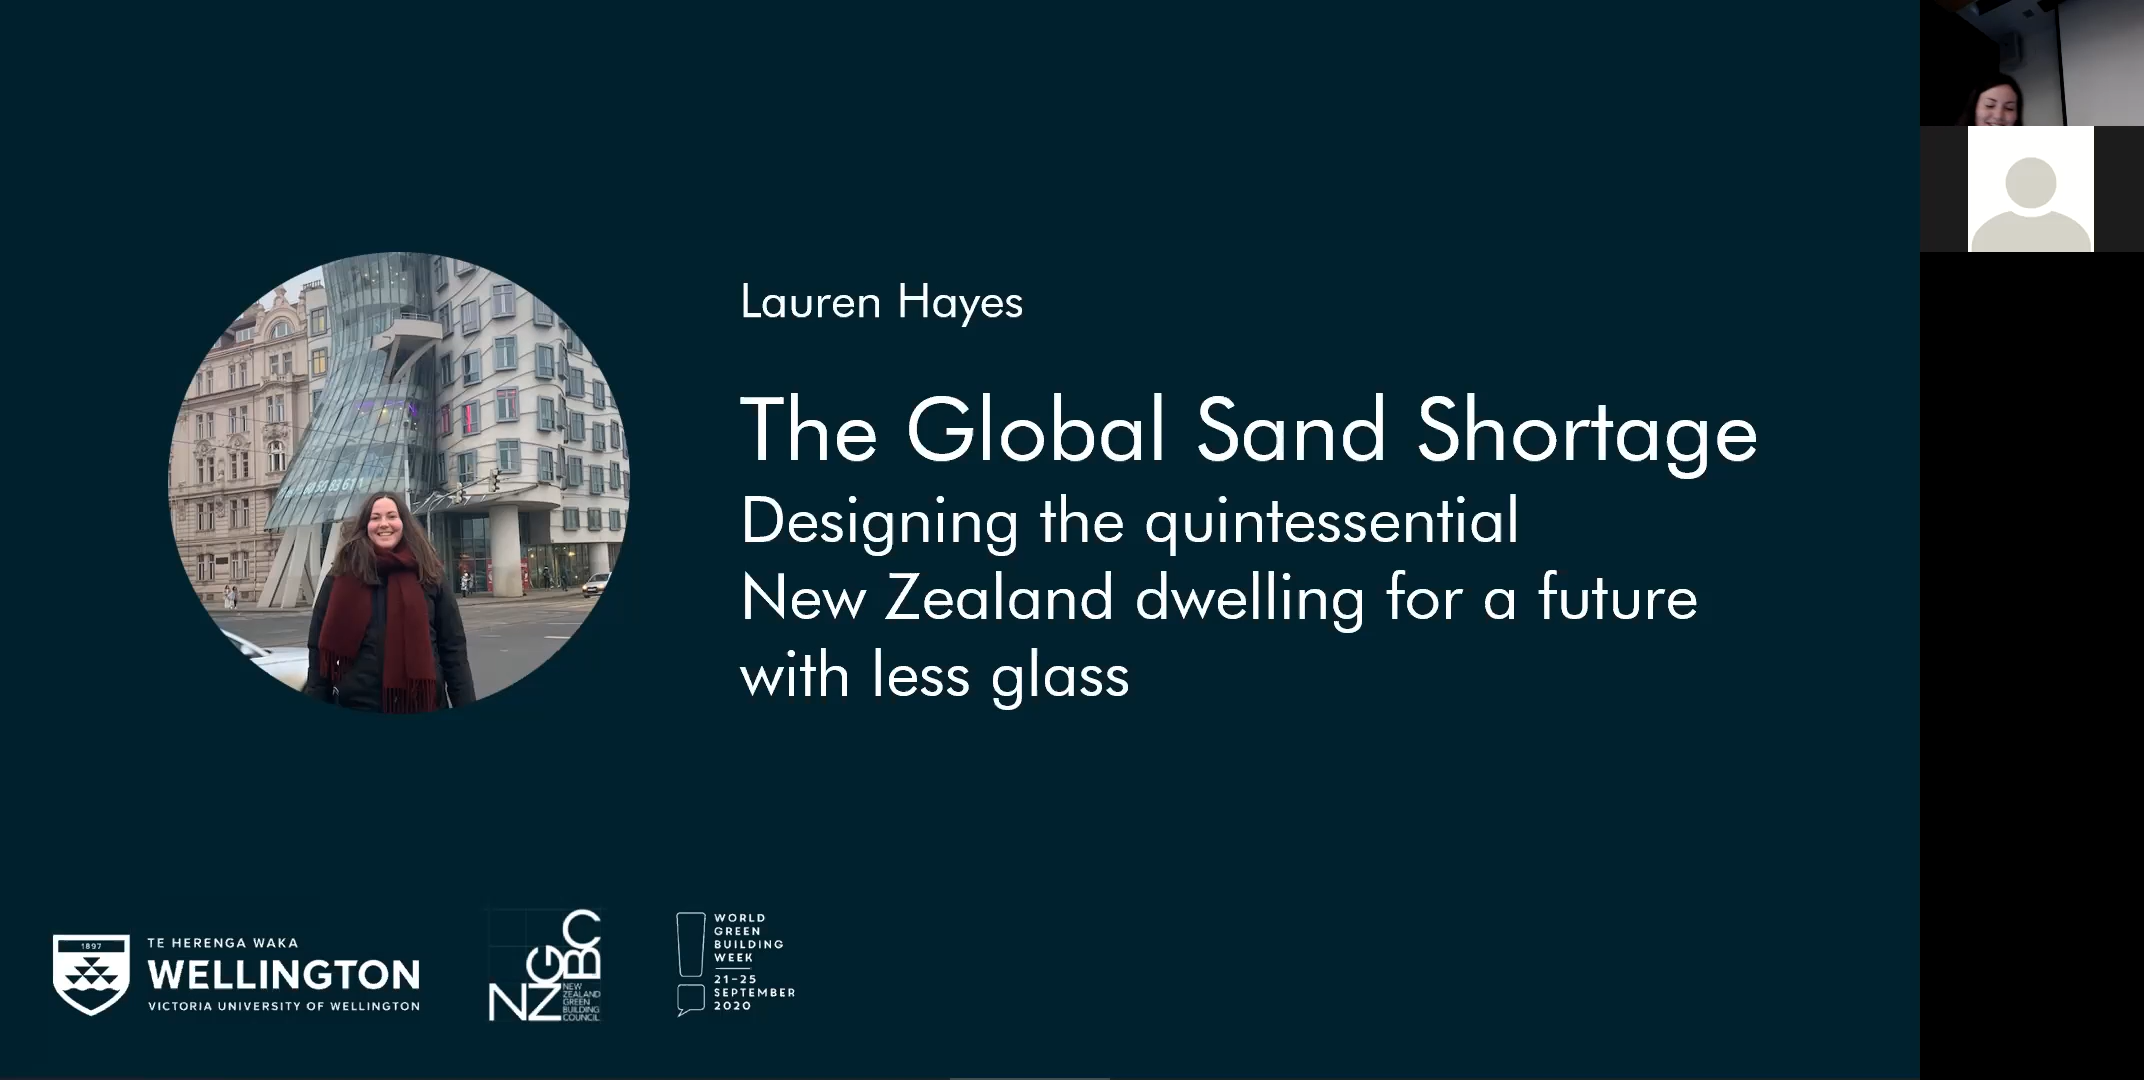 Lauren Hayes
The Global Sand Shortage
Designing the quintessential
New Zealand dwelling for a future
with less glass
1897
TE HERENGA WAKA
WELLINGTON
VICTORIA UNIVERSITY OF WELLINGTON
NZGBC
NEW
ZEALAND
GREEN
BUILDING
COUNCIL
WORLD
GREEN
BUILDING
WEEK
21–25
SEPTEMBER
2020